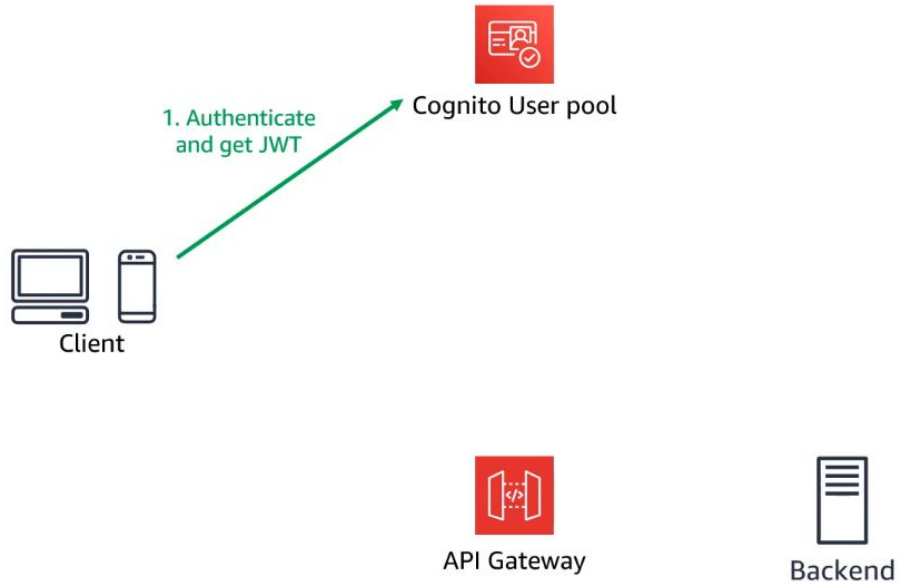 Cognito User pool
1. Authenticate
and get JWT
Client
</>
API Gateway
Backend